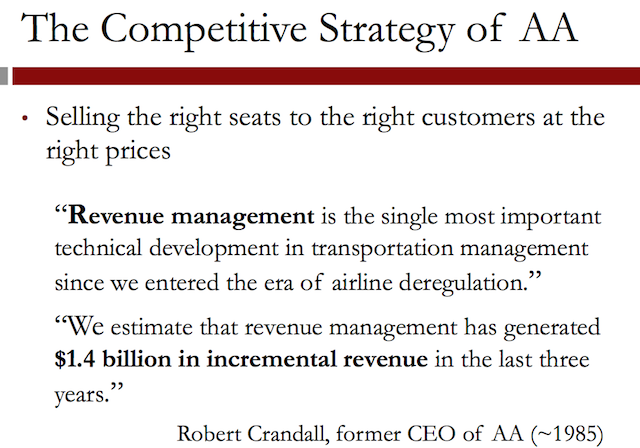 The Competitive Strategy of AA
• Selling the right seats to the right customers at the
right prices
“Revenue management is the single most important
technical development in transportation management
since we entered the era of airline deregulation.”
“We estimate that revenue management has generated
$1.4 billion in incremental revenue in the last three
years.”
Robert Crandall, former CEO of AA (~1985)